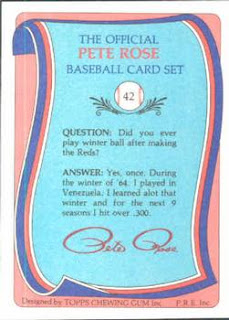 THE OFFICIAL
PETE ROSE
BASEBALL CARD SET
42
QUESTION: Did you ever
play winter ball after making
the Reds?
ANSWER: Yes, once. During
the winter of '64, I played in
Venezuela. I learned alot that
winter and for the next 9
seasons I hit over .300.
Pete Rose
Designed by TOPPS CHEWING GUM Inc
P.R.E. Inc.